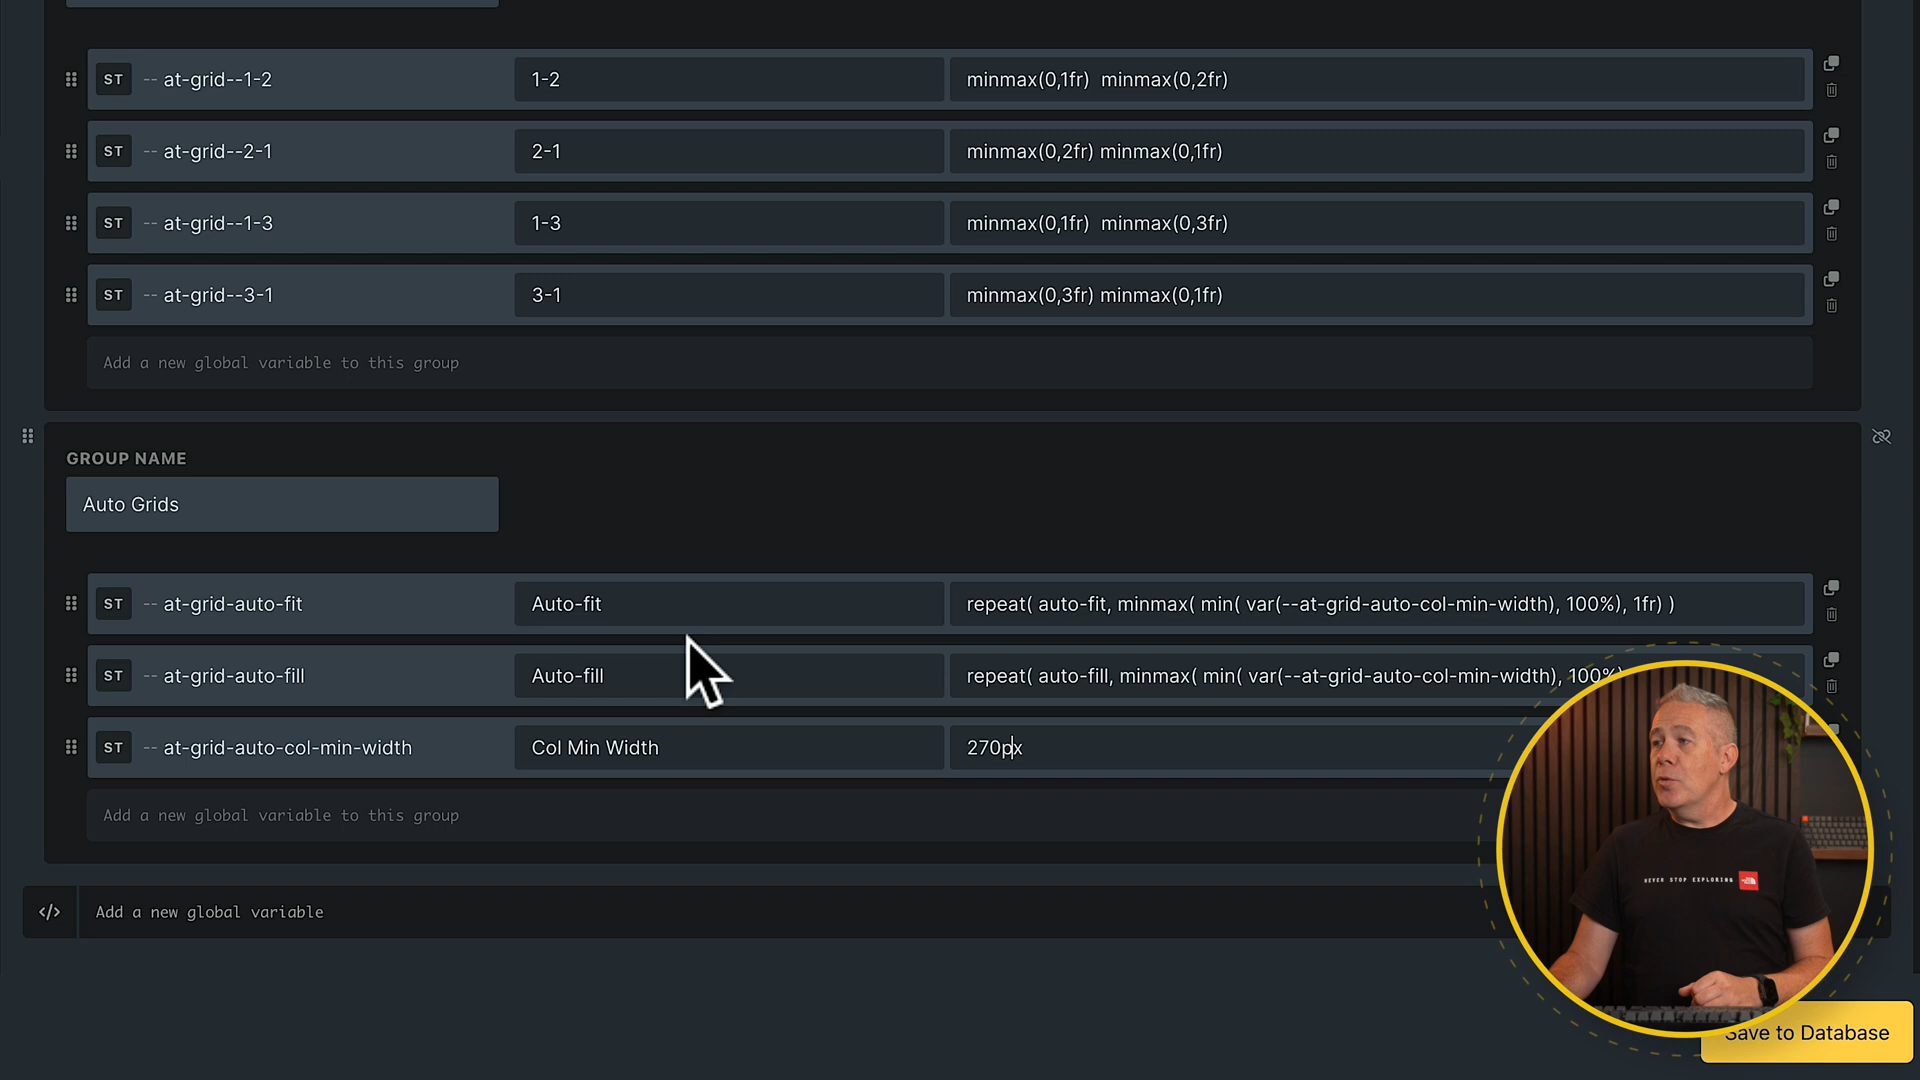 ST -- at-grid--1-2 1-2 minmax(0,1fr)  minmax(0,2fr)
ST -- at-grid--2-1 2-1 minmax(0,2fr) minmax(0,1fr)
ST -- at-grid--1-3 1-3 minmax(0,1fr)  minmax(0,3fr)
ST -- at-grid--3-1 3-1 minmax(0,3fr) minmax(0,1fr)
Add a new global variable to this group
GROUP NAME
Auto Grids
ST -- at-grid-auto-fit Auto-fit repeat( auto-fit, minmax( min( var(--at-grid-auto-col-min-width), 100%), 1fr) )
ST -- at-grid-auto-fill Auto-fill repeat( auto-fill, minmax( min( var(--at-grid-auto-col-min-width), 100%
ST -- at-grid-auto-col-min-width Col Min Width 270px
Add a new global variable to this group
</> Add a new global variable
NEVER STOP EXPLORING
Save to Database